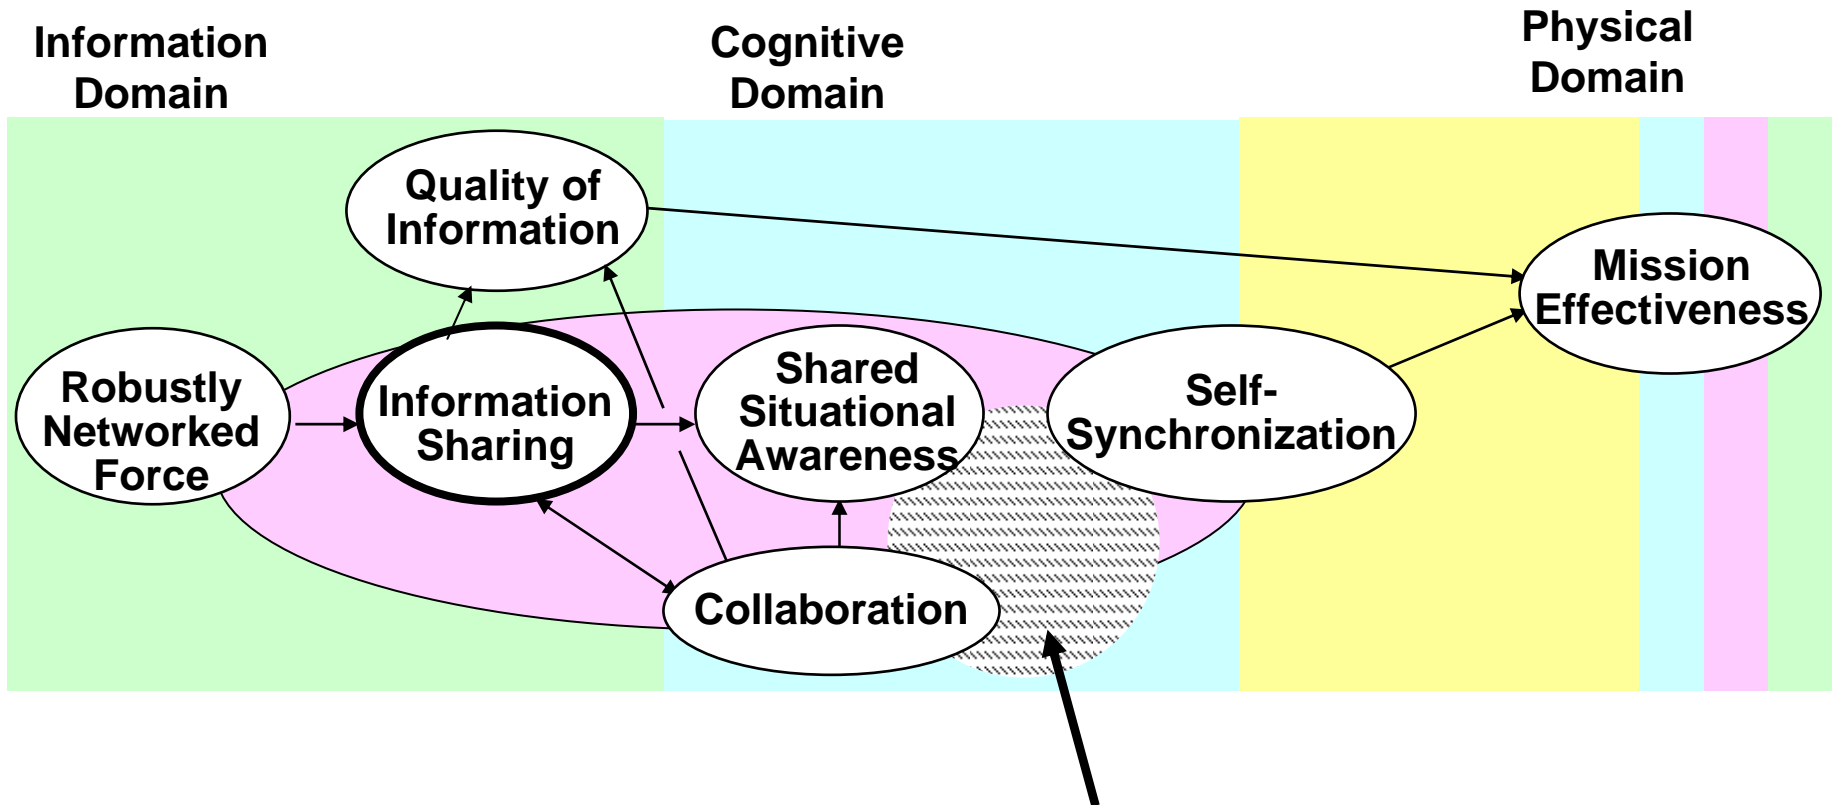 Information
Domain
Cognitive
Domain
Physical
Domain
Quality of
Information
Mission
Effectiveness
Robustly
Networked
Force
Information
Sharing
Shared
Situational
Awareness
Self-
Synchronization
Collaboration